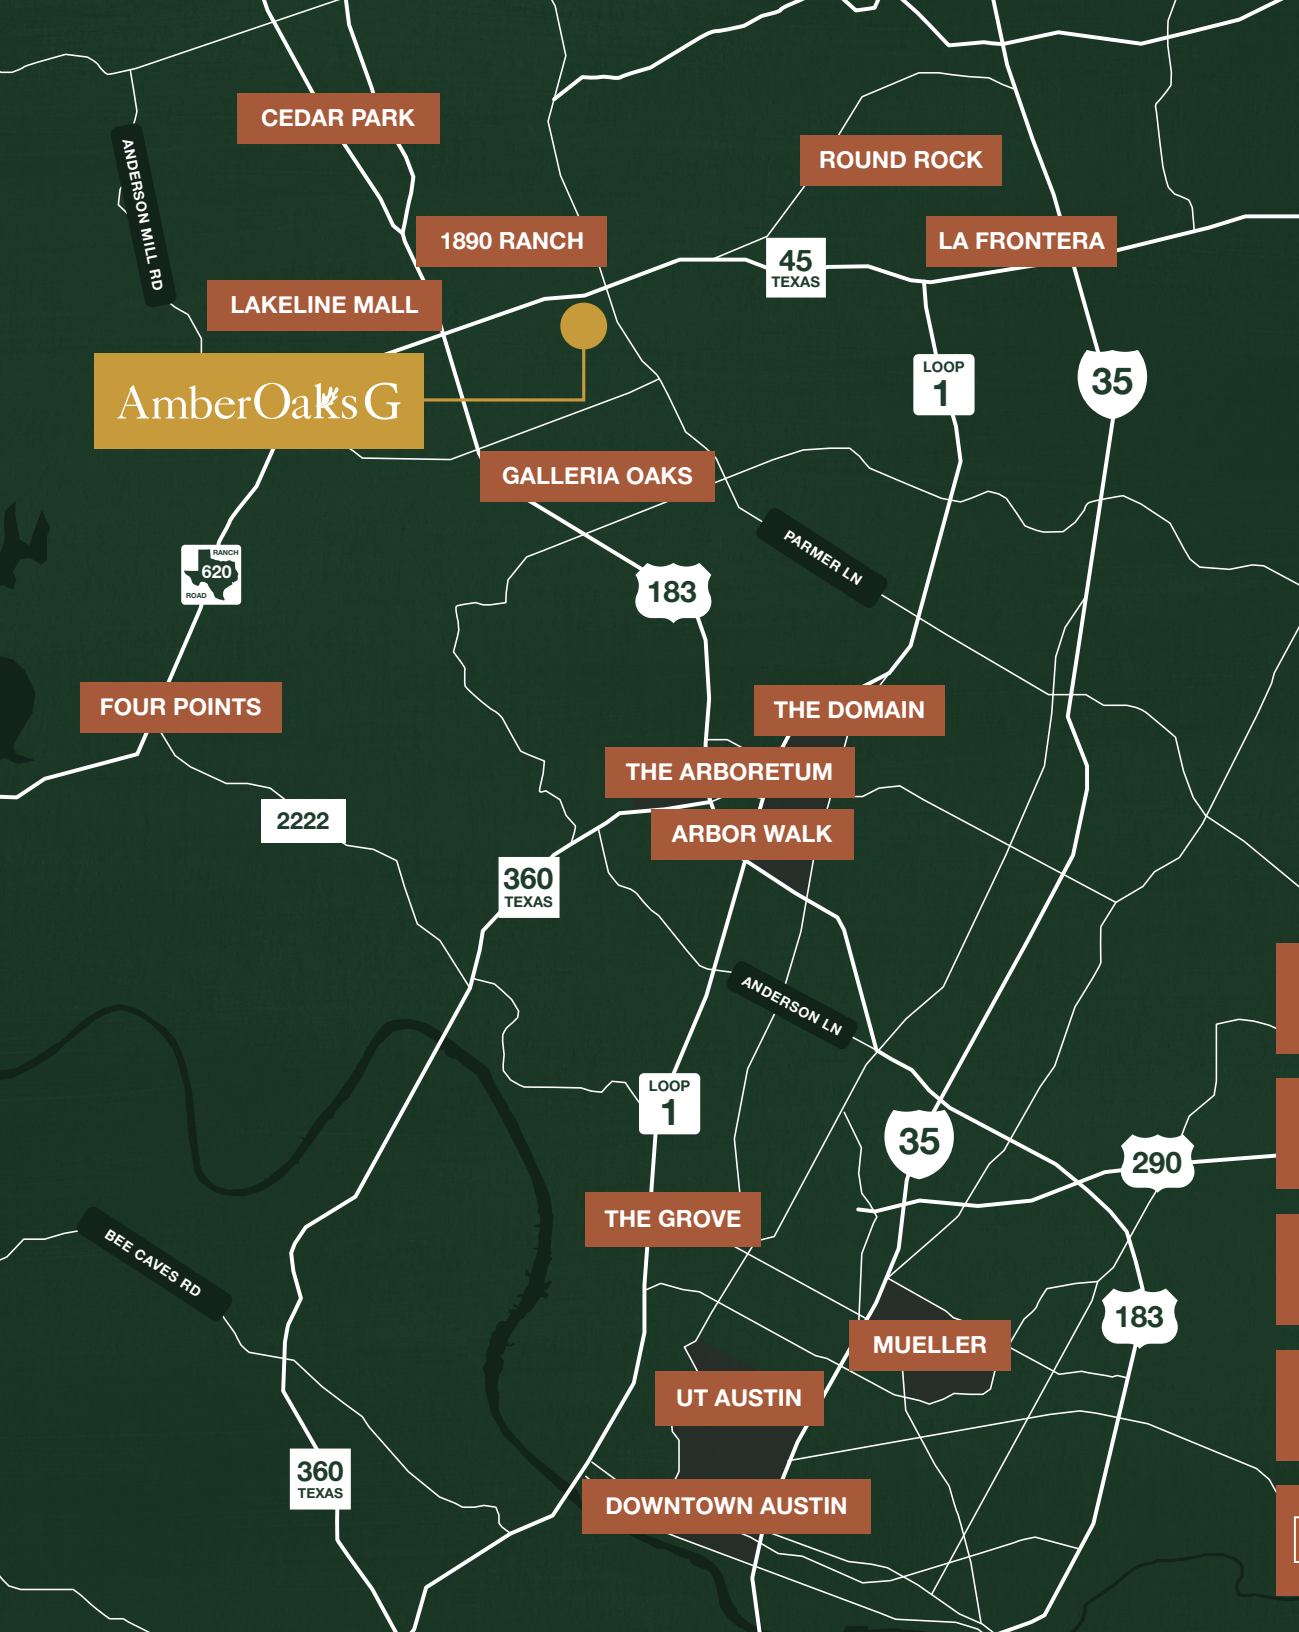 CEDAR PARK
ANDERSON MILL RD
ROUND ROCK
1890 RANCH
LA FRONTERA
45
TEXAS
LAKELINE MALL
AmberOaks G
LOOP
1
35
GALLERIA OAKS
PARMER LN
RANCH
620
ROAD
183
FOUR POINTS
THE DOMAIN
THE ARBORETUM
2222
ARBOR WALK
360
TEXAS
ANDERSON LN
LOOP
1
35
290
THE GROVE
BEE CAVES RD
183
MUELLER
UT AUSTIN
360
TEXAS
DOWNTOWN AUSTIN